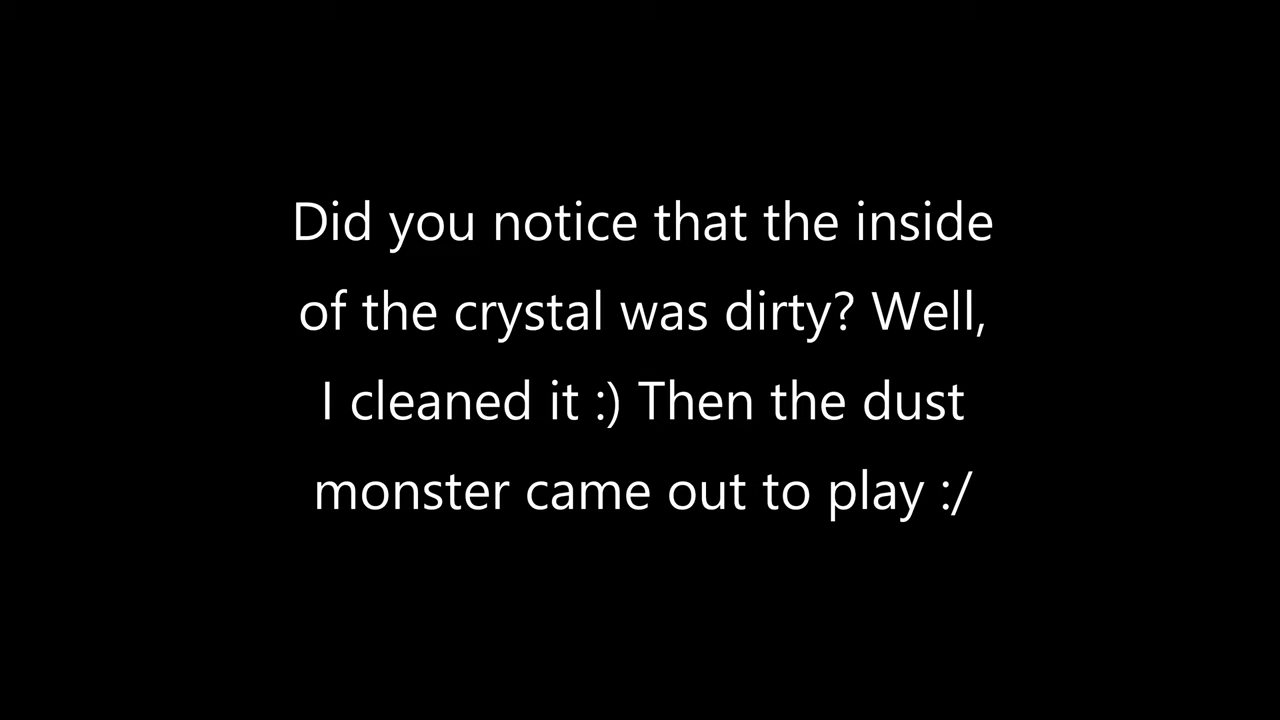 Did you notice that the inside
of the crystal was dirty? Well,
I cleaned it :) Then the dust
monster came out to play :/